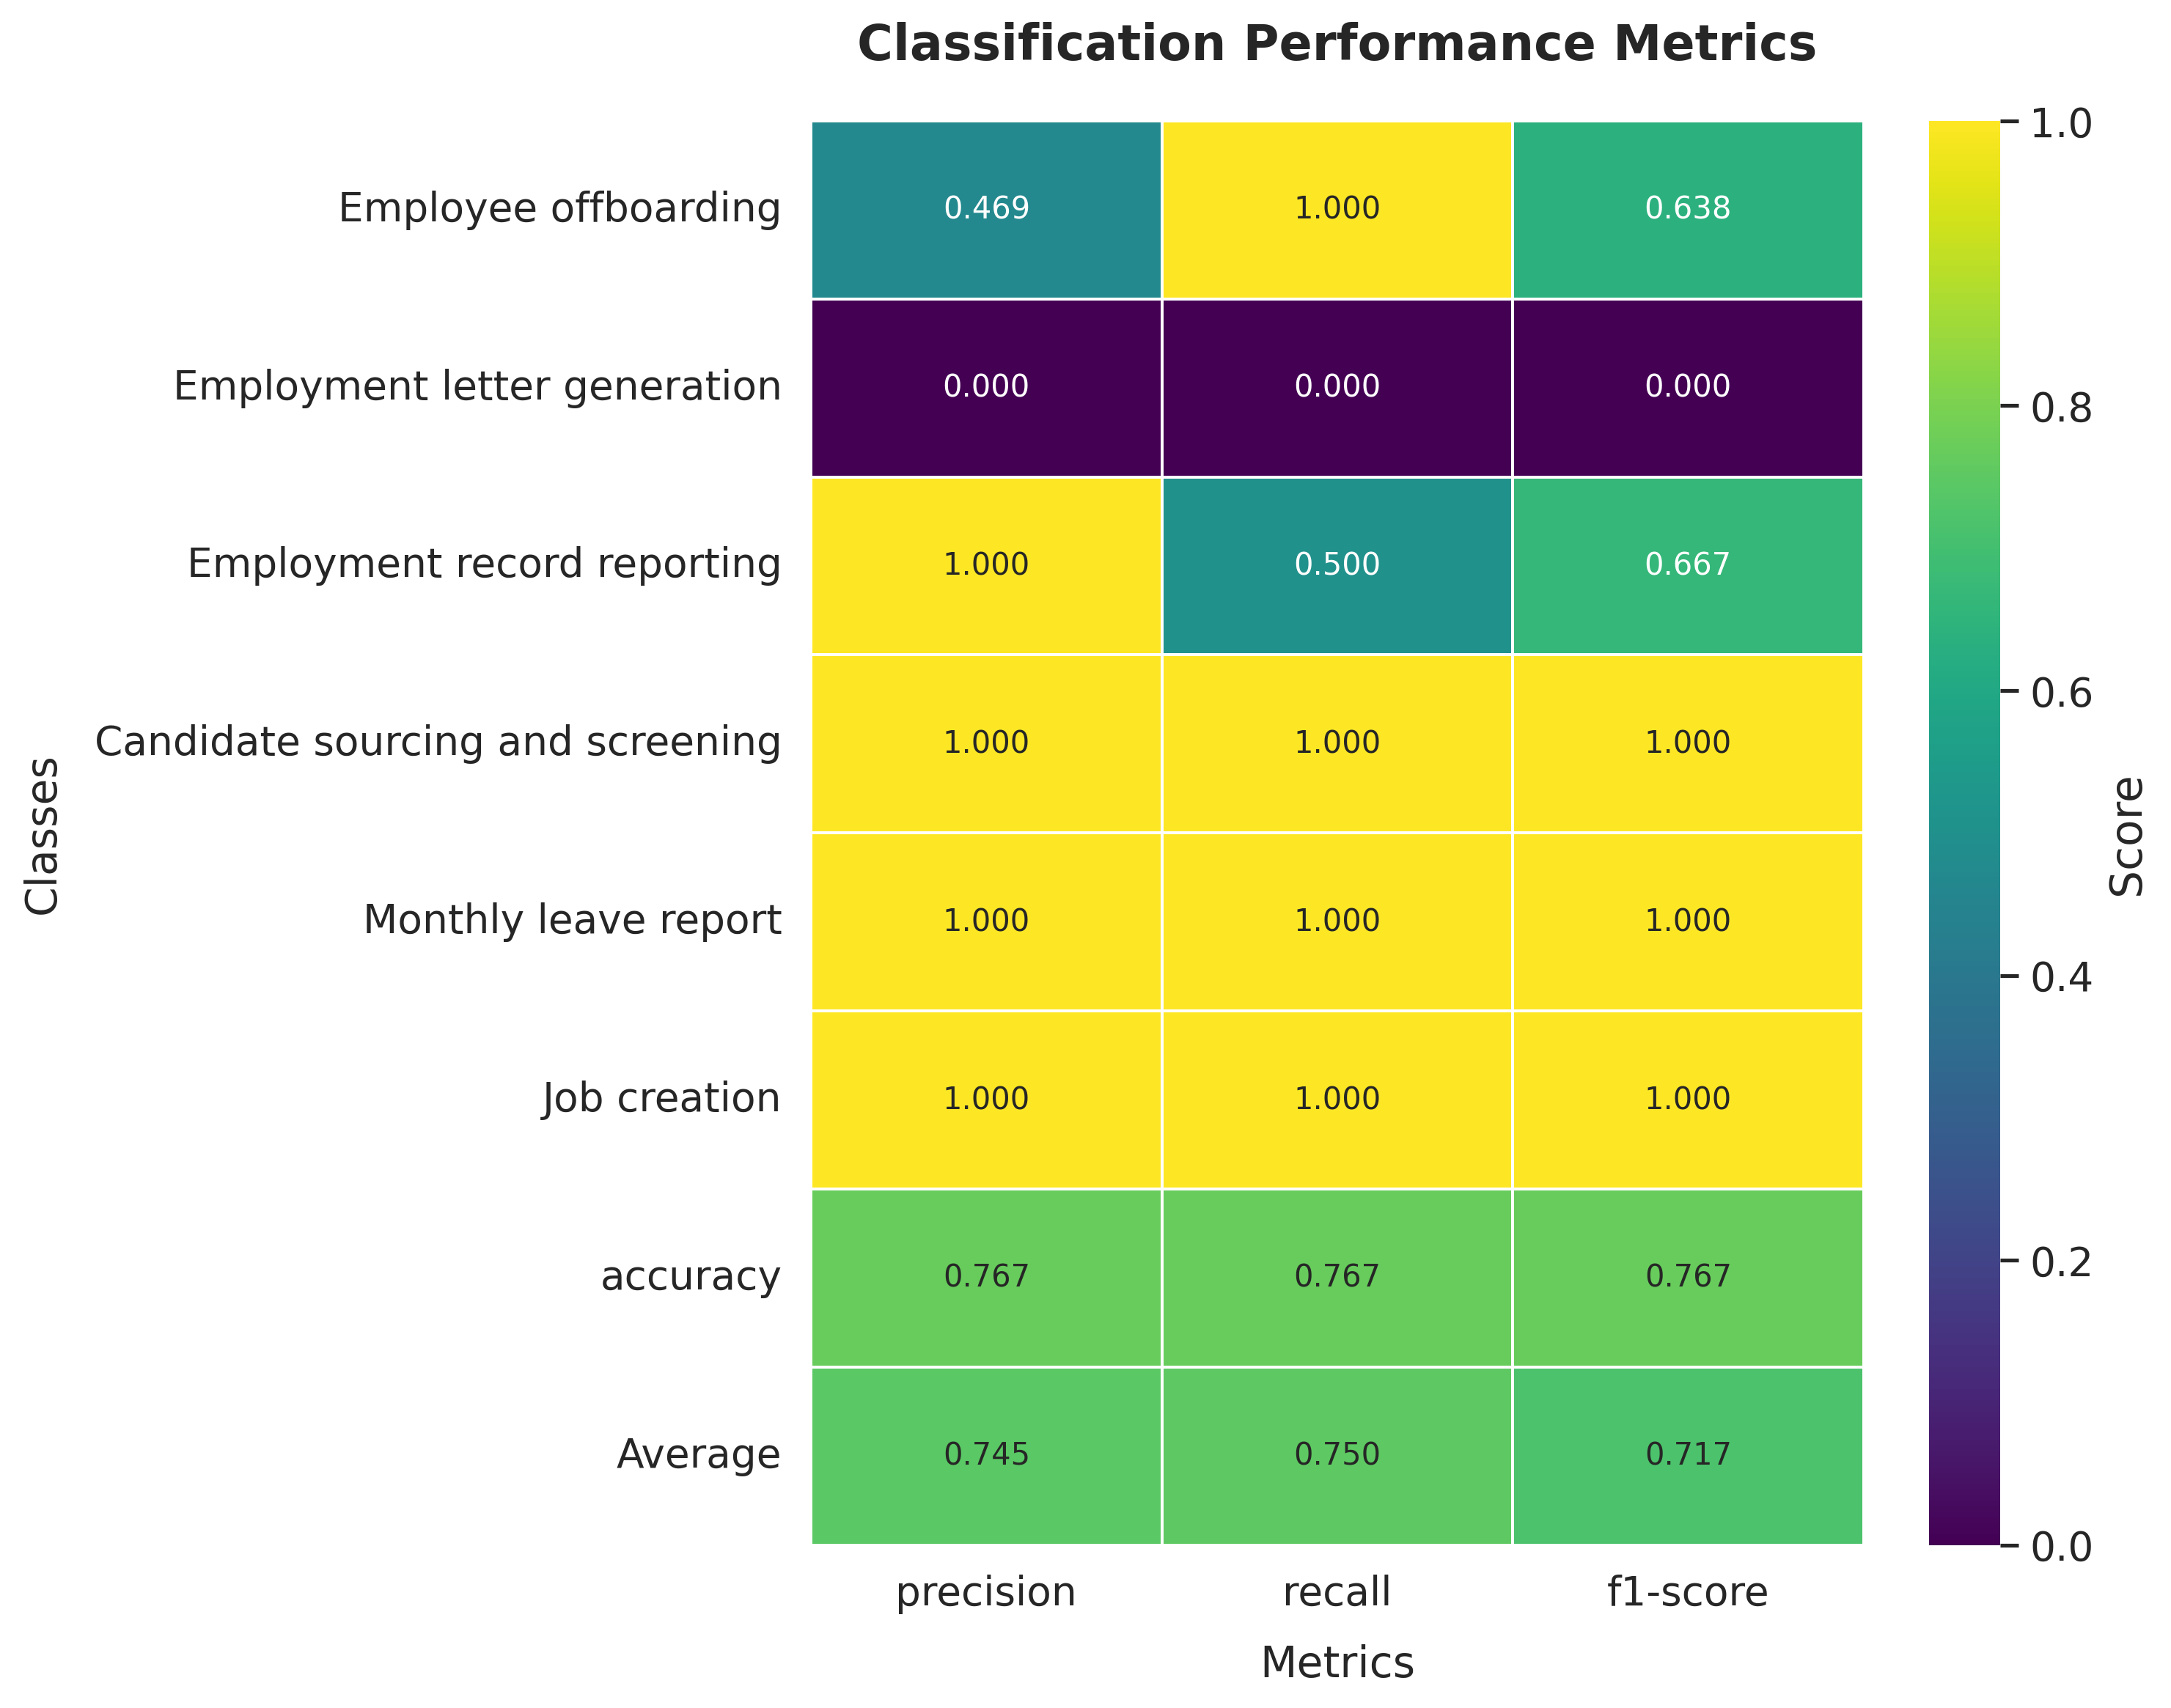 Classification Performance Metrics
Classes
Employee offboarding 0.469 1.000 0.638
Employment letter generation 0.000 0.000 0.000
Employment record reporting 1.000 0.500 0.667
Candidate sourcing and screening 1.000 1.000 1.000
Monthly leave report 1.000 1.000 1.000
Job creation 1.000 1.000 1.000
accuracy 0.767 0.767 0.767
Average 0.745 0.750 0.717
precision recall f1-score
Metrics
1.0
0.8
0.6
0.4
0.2
0.0
Score